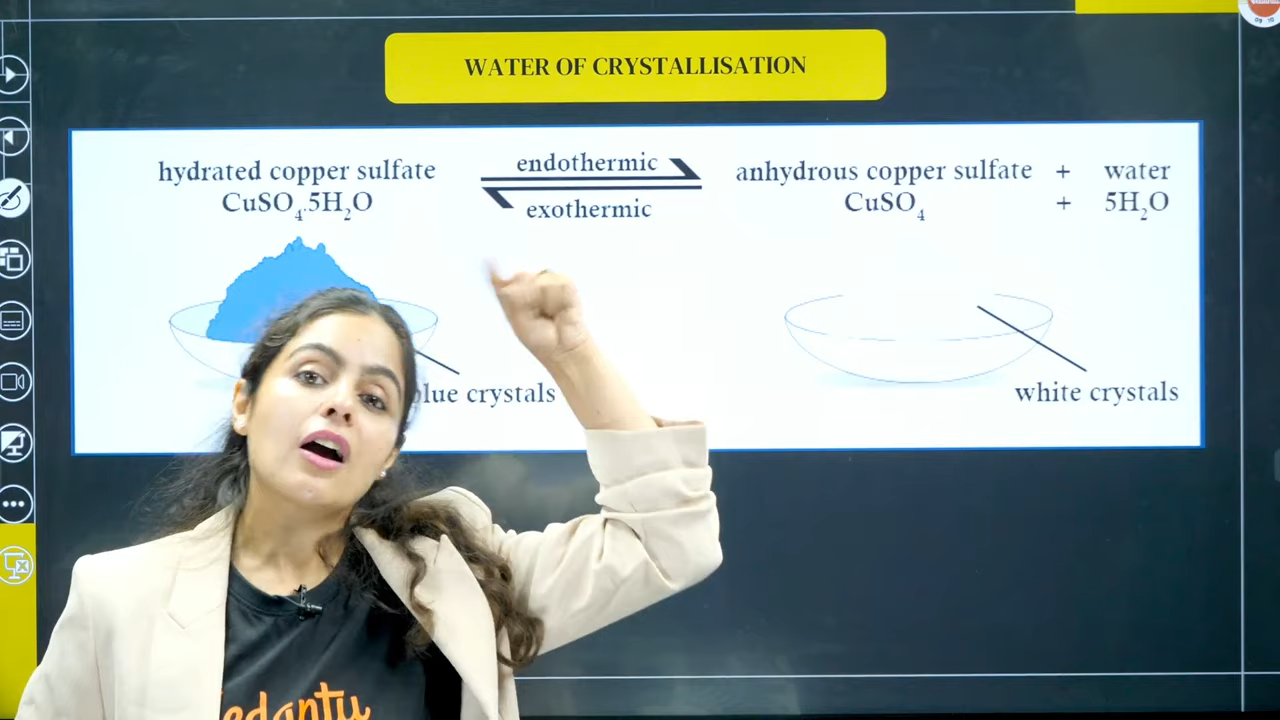 WATER OF CRYSTALLISATION
hydrated copper sulfate endothermic anhydrous copper sulfate + water
CuSO₄.5H₂O exothermic CuSO₄ + 5H₂O
blue crystals white crystals
edantu